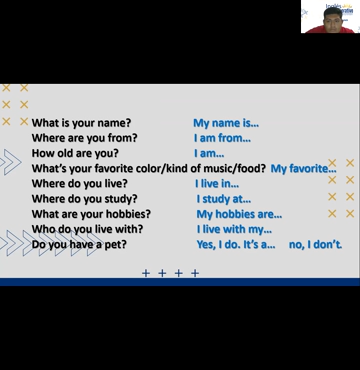 What is your name? My name is...
Where are you from? I am from...
How old are you? I am...
What's your favorite color/kind of music/food? My favorite...
Where do you live? I live in...
Where do you study? I study at...
What are your hobbies? My hobbies are...
Who do you live with? I live with my...
Do you have a pet? Yes, I do. It's a... no, I don't.